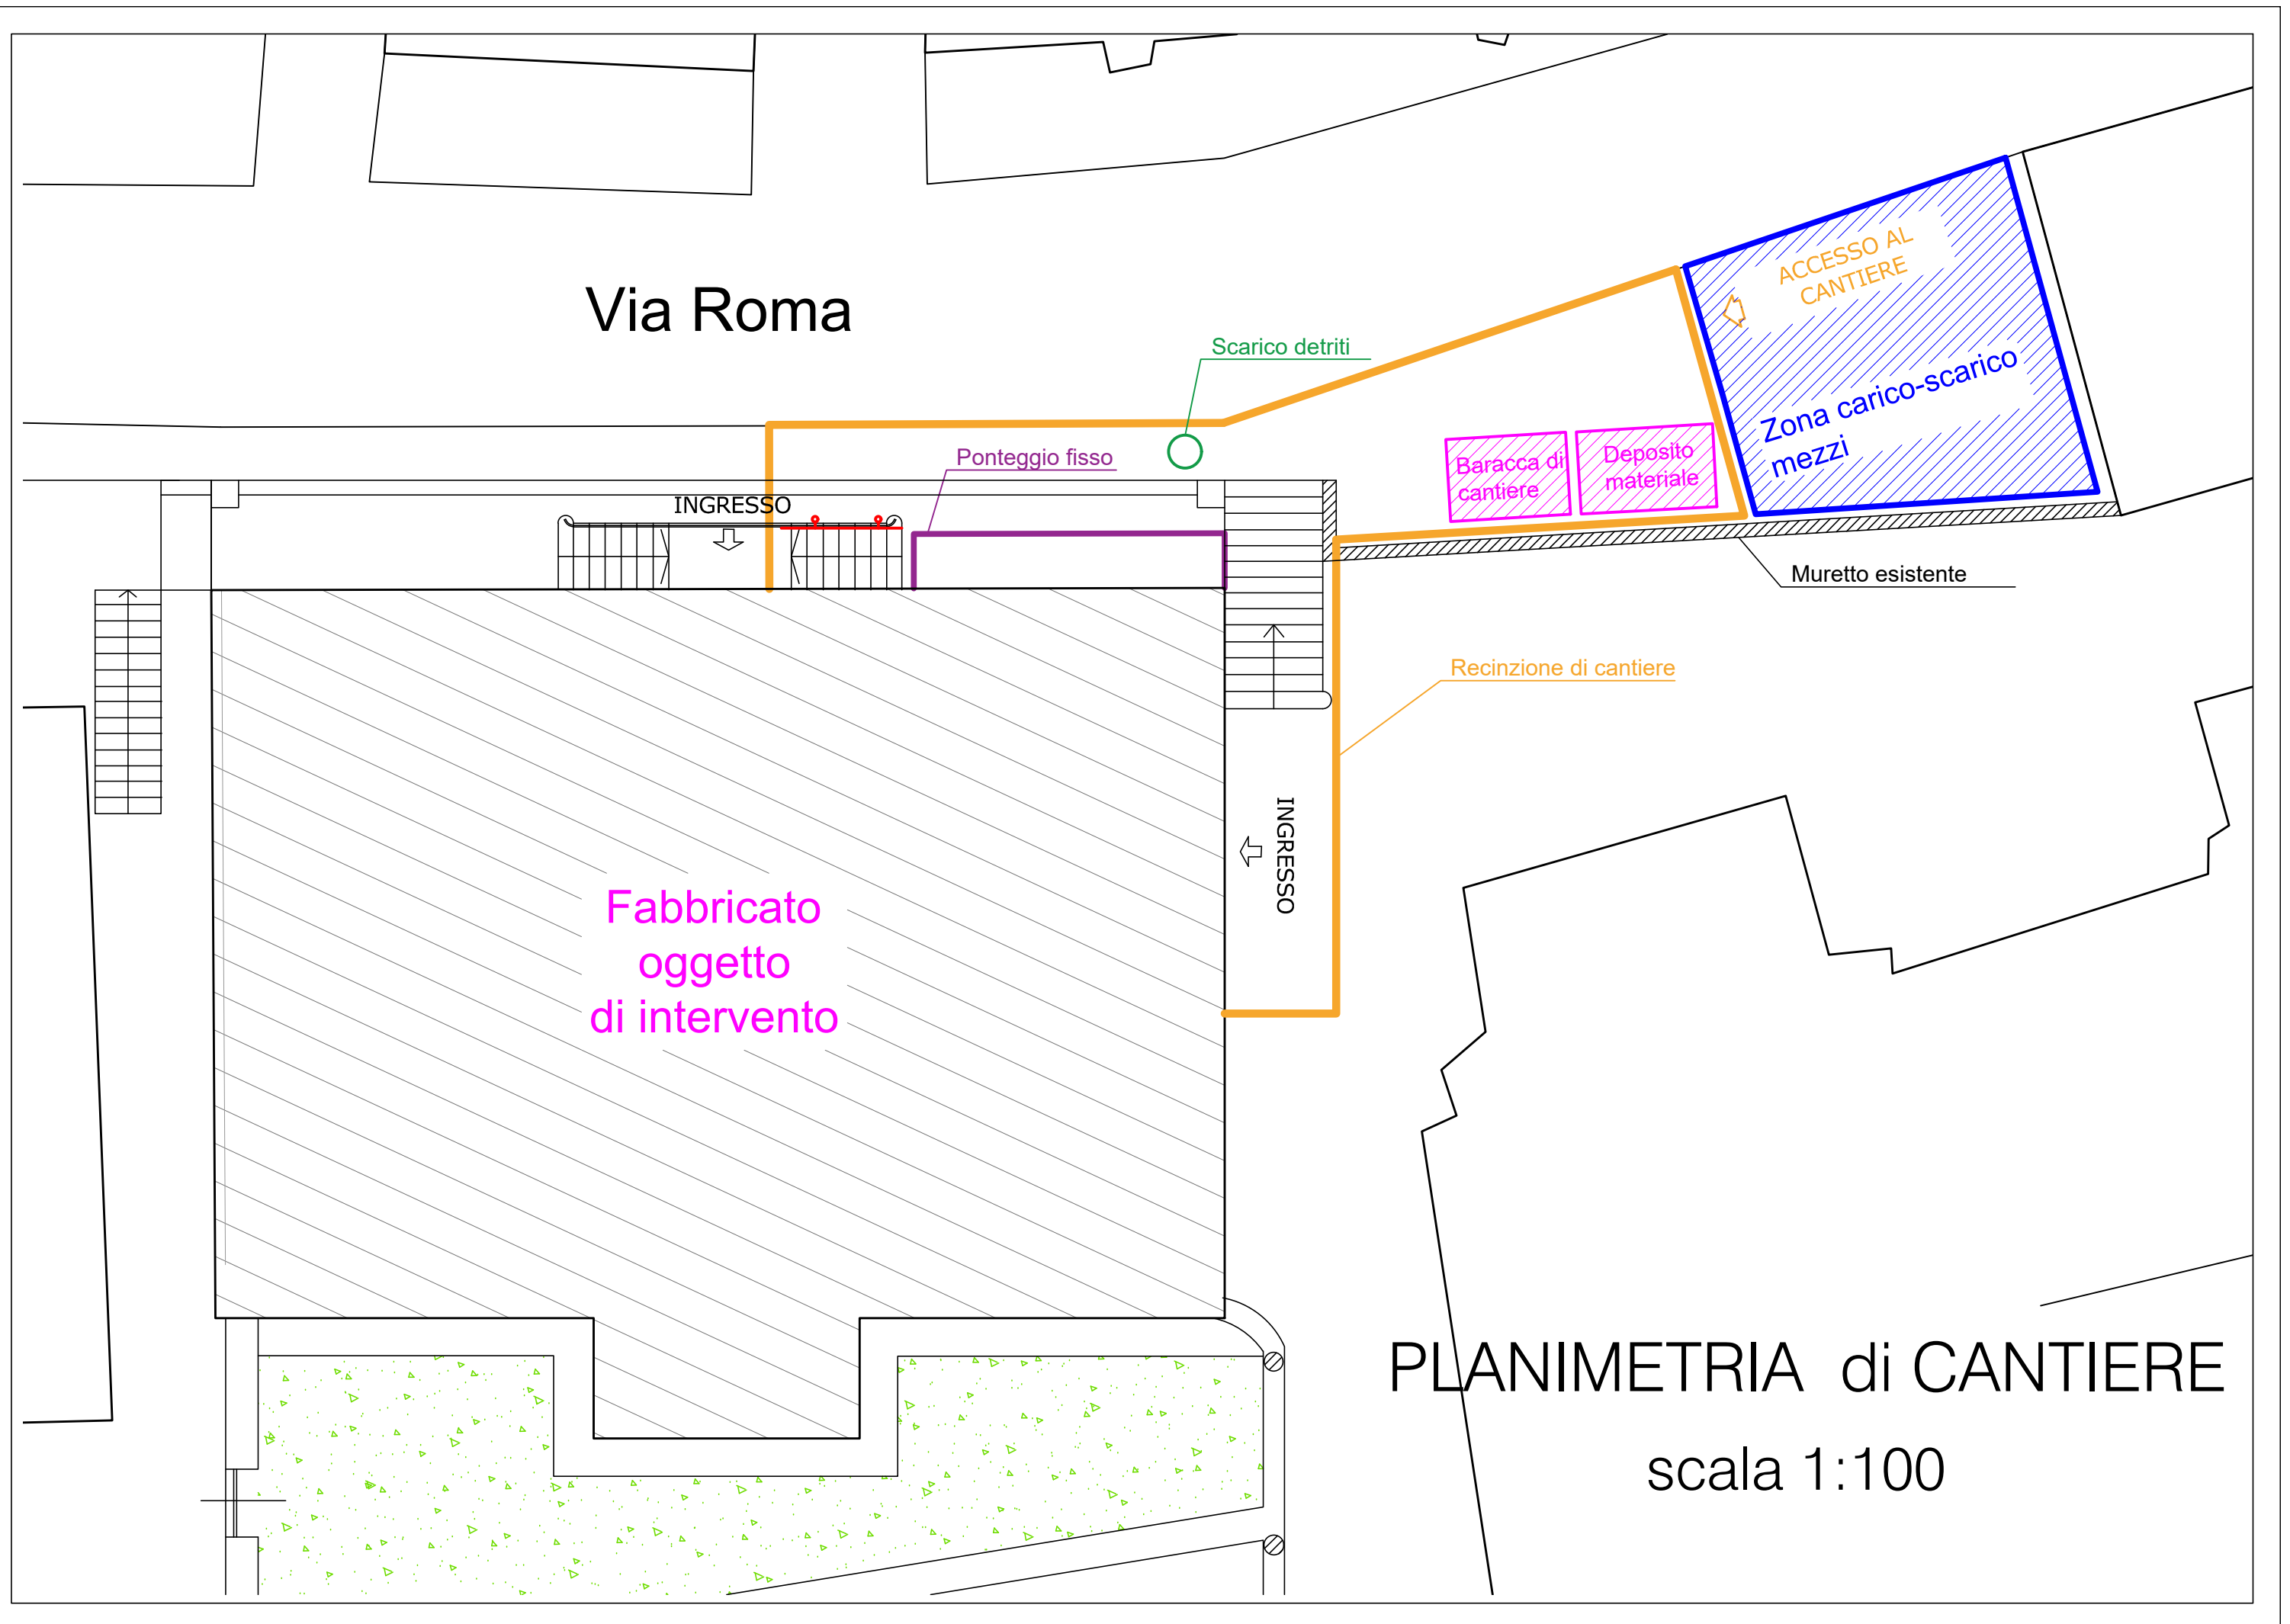 Via Roma
ACCESSO AL
CANTIERE
Zona carico-scarico
mezzi
Scarico detriti
Ponteggio fisso
Baracca di
cantiere
Deposito
materiale
INGRESSO
Muretto esistente
Recinzione di cantiere
INGRESSO
Fabbricato
oggetto
di intervento
PLANIMETRIA di CANTIERE
scala 1:100